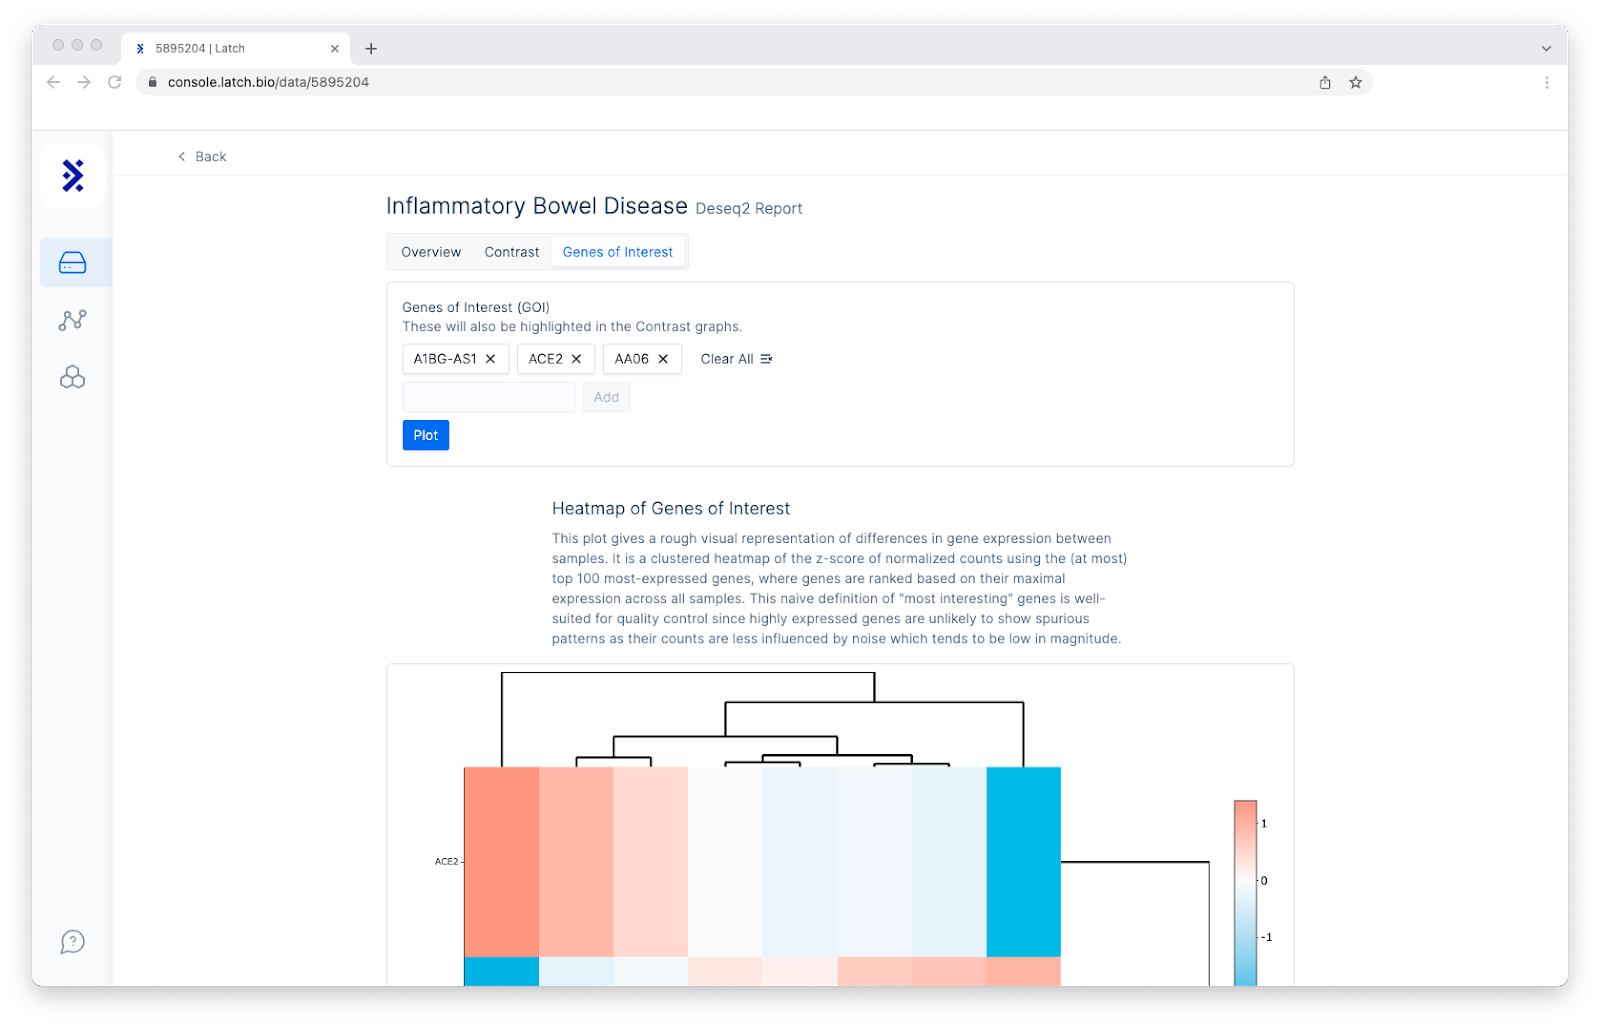 5895204 | Latch
console.latch.bio/data/5895204
Back
Inflammatory Bowel Disease Deseq2 Report
Overview Contrast Genes of Interest
Genes of Interest (GOI)
These will also be highlighted in the Contrast graphs.
A1BG-AS1 ACE2 AA06 Clear All
Add
Plot
Heatmap of Genes of Interest
This plot gives a rough visual representation of differences in gene expression between
samples. It is a clustered heatmap of the z-score of normalized counts using the (at most)
top 100 most-expressed genes, where genes are ranked based on their maximal
expression across all samples. This naive definition of "most interesting" genes is well-
suited for quality control since highly expressed genes are unlikely to show spurious
patterns as their counts are less influenced by noise which tends to be low in magnitude.
1
ACE2
0
-1